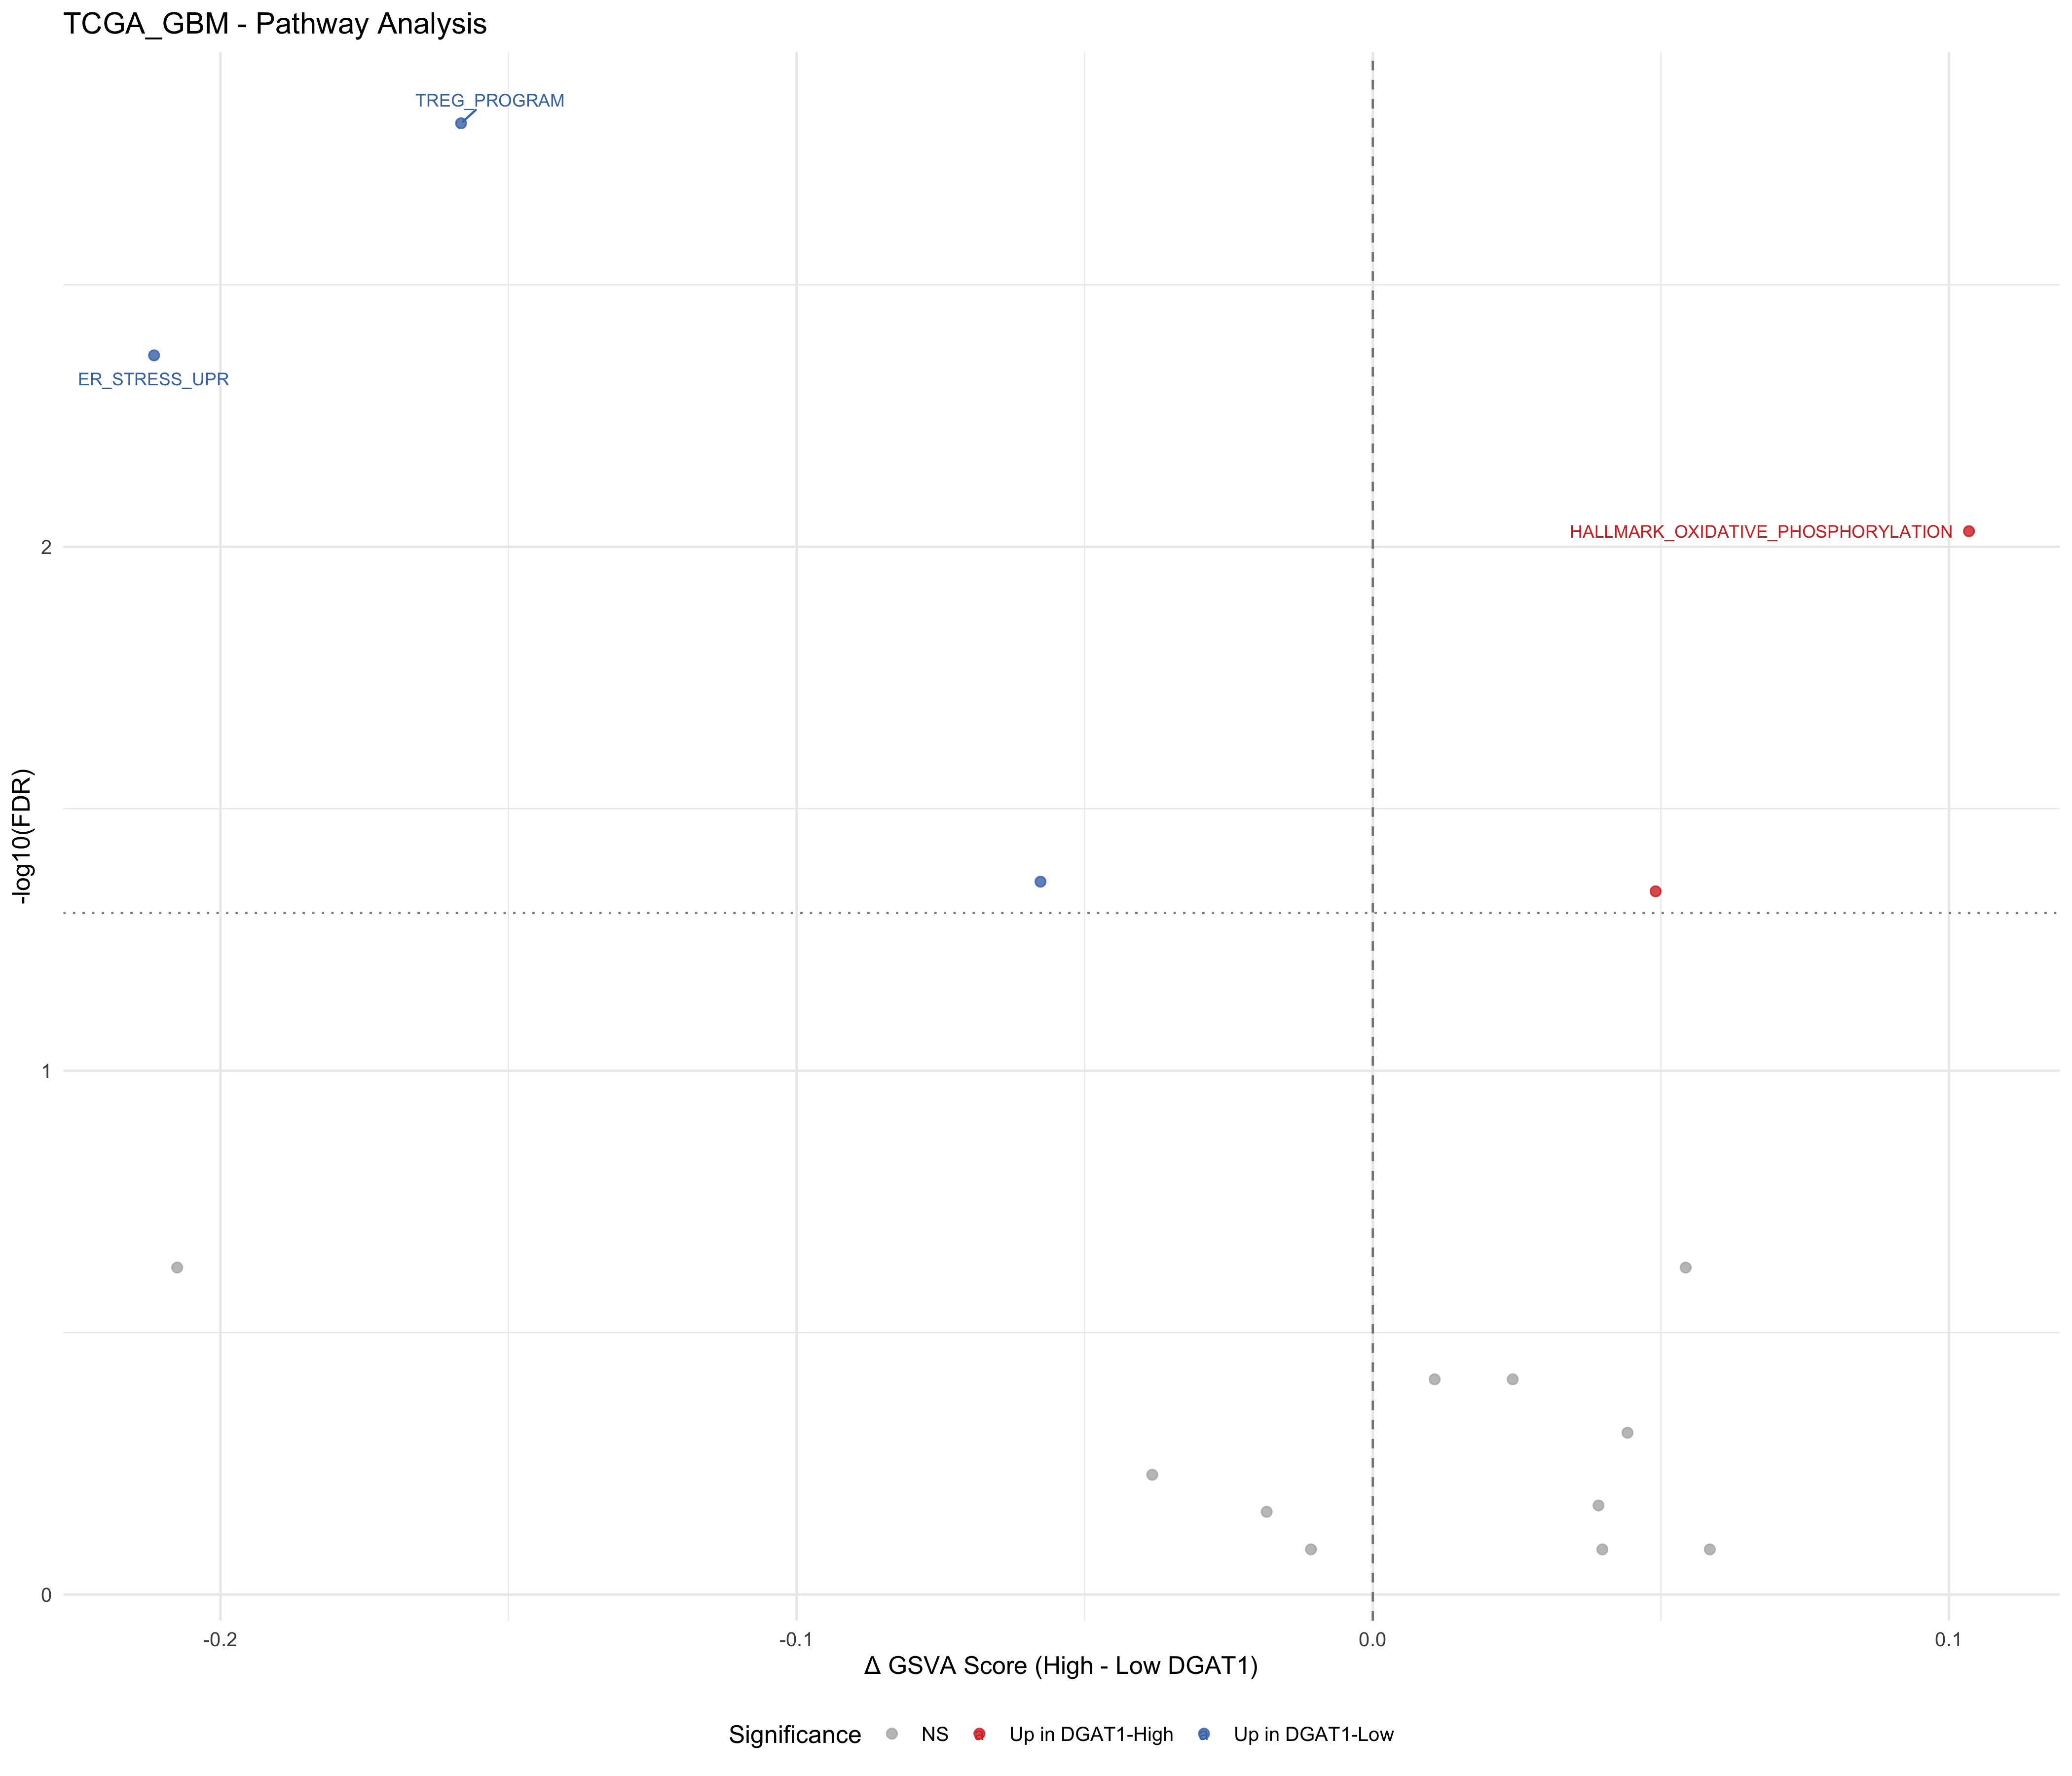 TCGA_GBM - Pathway Analysis
TREG_PROGRAM
ER_STRESS_UPR
HALLMARK_OXIDATIVE_PHOSPHORYLATION
2
1
0
-log10(FDR)
-0.2 -0.1 0.0 0.1
Δ GSVA Score (High - Low DGAT1)
Significance NS Up in DGAT1-High Up in DGAT1-Low